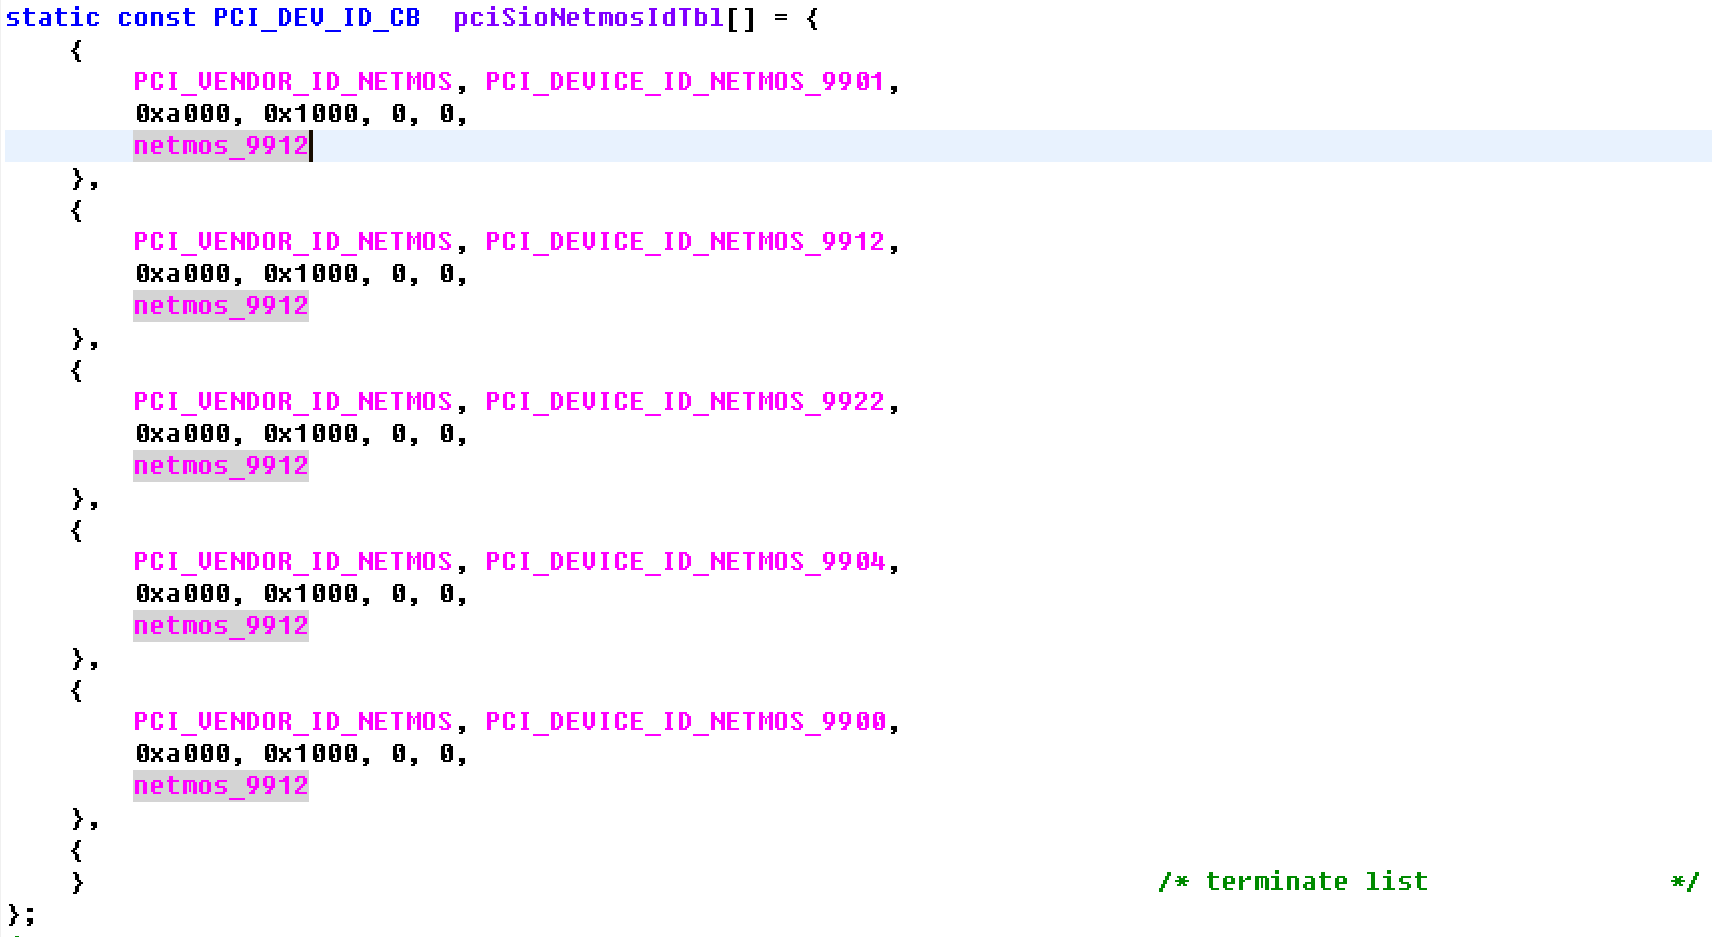 static const PCI_DEV_ID_CB  pciSioNetmosIdTbl[] = {
    {
        PCI_VENDOR_ID_NETMOS, PCI_DEVICE_ID_NETMOS_9901,
        0xa000, 0x1000, 0, 0,
        netmos_9912
    },
    {
        PCI_VENDOR_ID_NETMOS, PCI_DEVICE_ID_NETMOS_9912,
        0xa000, 0x1000, 0, 0,
        netmos_9912
    },
    {
        PCI_VENDOR_ID_NETMOS, PCI_DEVICE_ID_NETMOS_9922,
        0xa000, 0x1000, 0, 0,
        netmos_9912
    },
    {
        PCI_VENDOR_ID_NETMOS, PCI_DEVICE_ID_NETMOS_9904,
        0xa000, 0x1000, 0, 0,
        netmos_9912
    },
    {
        PCI_VENDOR_ID_NETMOS, PCI_DEVICE_ID_NETMOS_9900,
        0xa000, 0x1000, 0, 0,
        netmos_9912
    },
    {
    }                                                                   /* terminate list               */
};